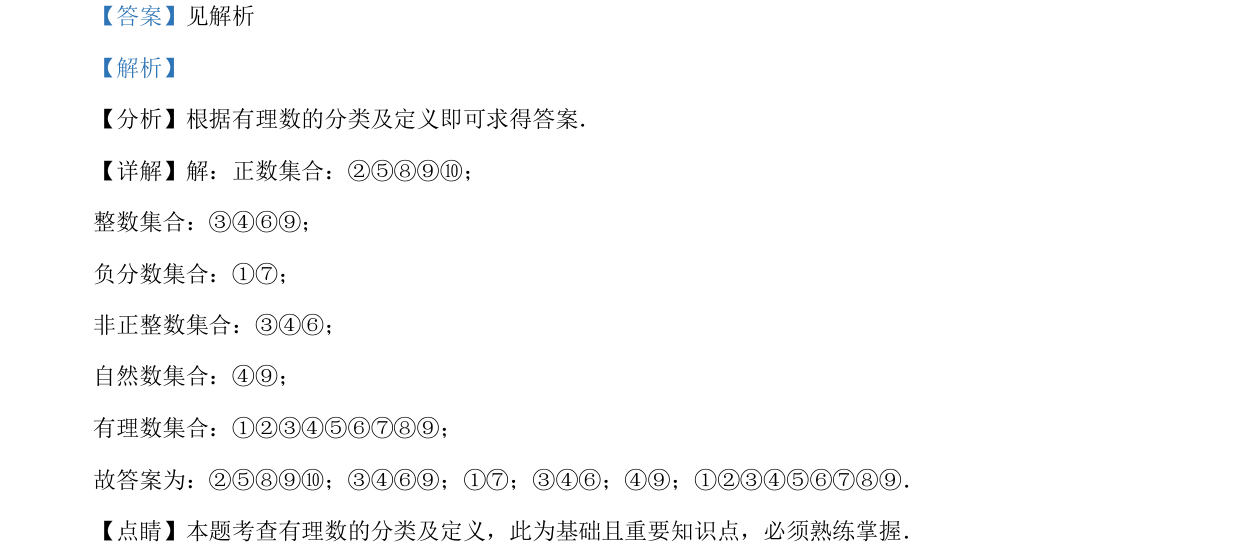 【答案】见解析
【解析】
【分析】根据有理数的分类及定义即可求得答案．
【详解】解：正数集合：②⑤⑧⑨⑩；
整数集合：③④⑥⑨；
负分数集合：①⑦；
非正整数集合：③④⑥；
自然数集合：④⑨；
有理数集合：①②③④⑤⑥⑦⑧⑨；
故答案为：②⑤⑧⑨⑩；③④⑥⑨；①⑦；③④⑥；④⑨；①②③④⑤⑥⑦⑧⑨．
【点睛】本题考查有理数的分类及定义，此为基础且重要知识点，必须熟练掌握．